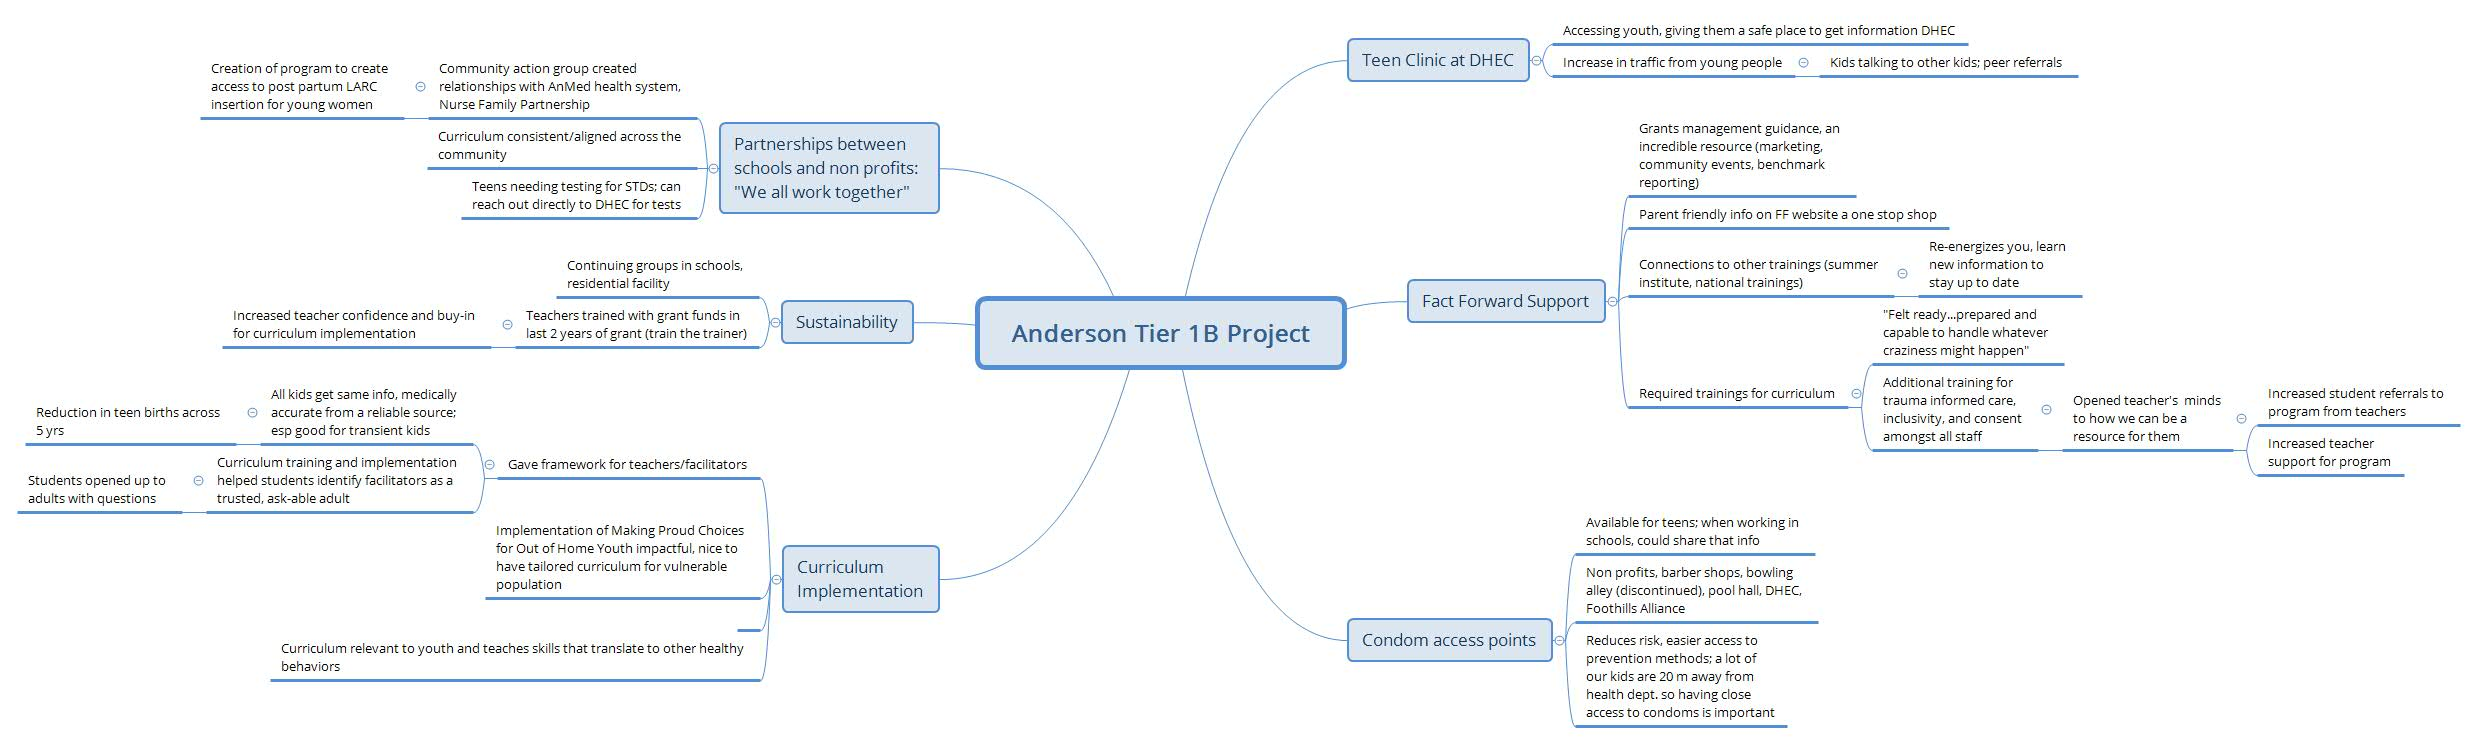 Anderson Tier 1B Project
Teen Clinic at DHEC
Accessing youth, giving them a safe place to get information DHEC
Increase in traffic from young people
Kids talking to other kids; peer referrals
Fact Forward Support
Grants management guidance, an
incredible resource (marketing,
community events, benchmark
reporting)
Parent friendly info on FF website a one stop shop
Connections to other trainings (summer
institute, national trainings)
Re-energizes you, learn
new information to
stay up to date
Required trainings for curriculum
"Felt ready...prepared and
capable to handle whatever
craziness might happen"
Additional training for
trauma informed care,
inclusivity, and consent
amongst all staff
Opened teacher's  minds
to how we can be a
resource for them
Increased student referrals to
program from teachers
Increased teacher
support for program
Condom access points
Available for teens; when working in
schools, could share that info
Non profits, barber shops, bowling
alley (discontinued), pool hall, DHEC,
Foothills Alliance
Reduces risk, easier access to
prevention methods; a lot of
our kids are 20 m away from
health dept. so having close
access to condoms is important
Partnerships between
schools and non profits:
"We all work together"
Community action group created
relationships with AnMed health system,
Nurse Family Partnership
Creation of program to create
access to post partum LARC
insertion for young women
Curriculum consistent/aligned across the
community
Teens needing testing for STDs; can
reach out directly to DHEC for tests
Sustainability
Continuing groups in schools,
residential facility
Teachers trained with grant funds in
last 2 years of grant (train the trainer)
Increased teacher confidence and buy-in
for curriculum implementation
Curriculum
Implementation
Gave framework for teachers/facilitators
All kids get same info, medically
accurate from a reliable source;
esp good for transient kids
Reduction in teen births across
5 yrs
Curriculum training and implementation
helped students identify facilitators as a
trusted, ask-able adult
Students opened up to
adults with questions
Implementation of Making Proud Choices
for Out of Home Youth impactful, nice to
have tailored curriculum for vulnerable
population
Curriculum relevant to youth and teaches skills that translate to other healthy
behaviors